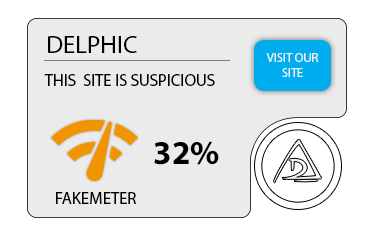 DELPHIC
VISIT OUR
SITE
THIS SITE IS SUSPICIOUS
32%
FAKEMETER